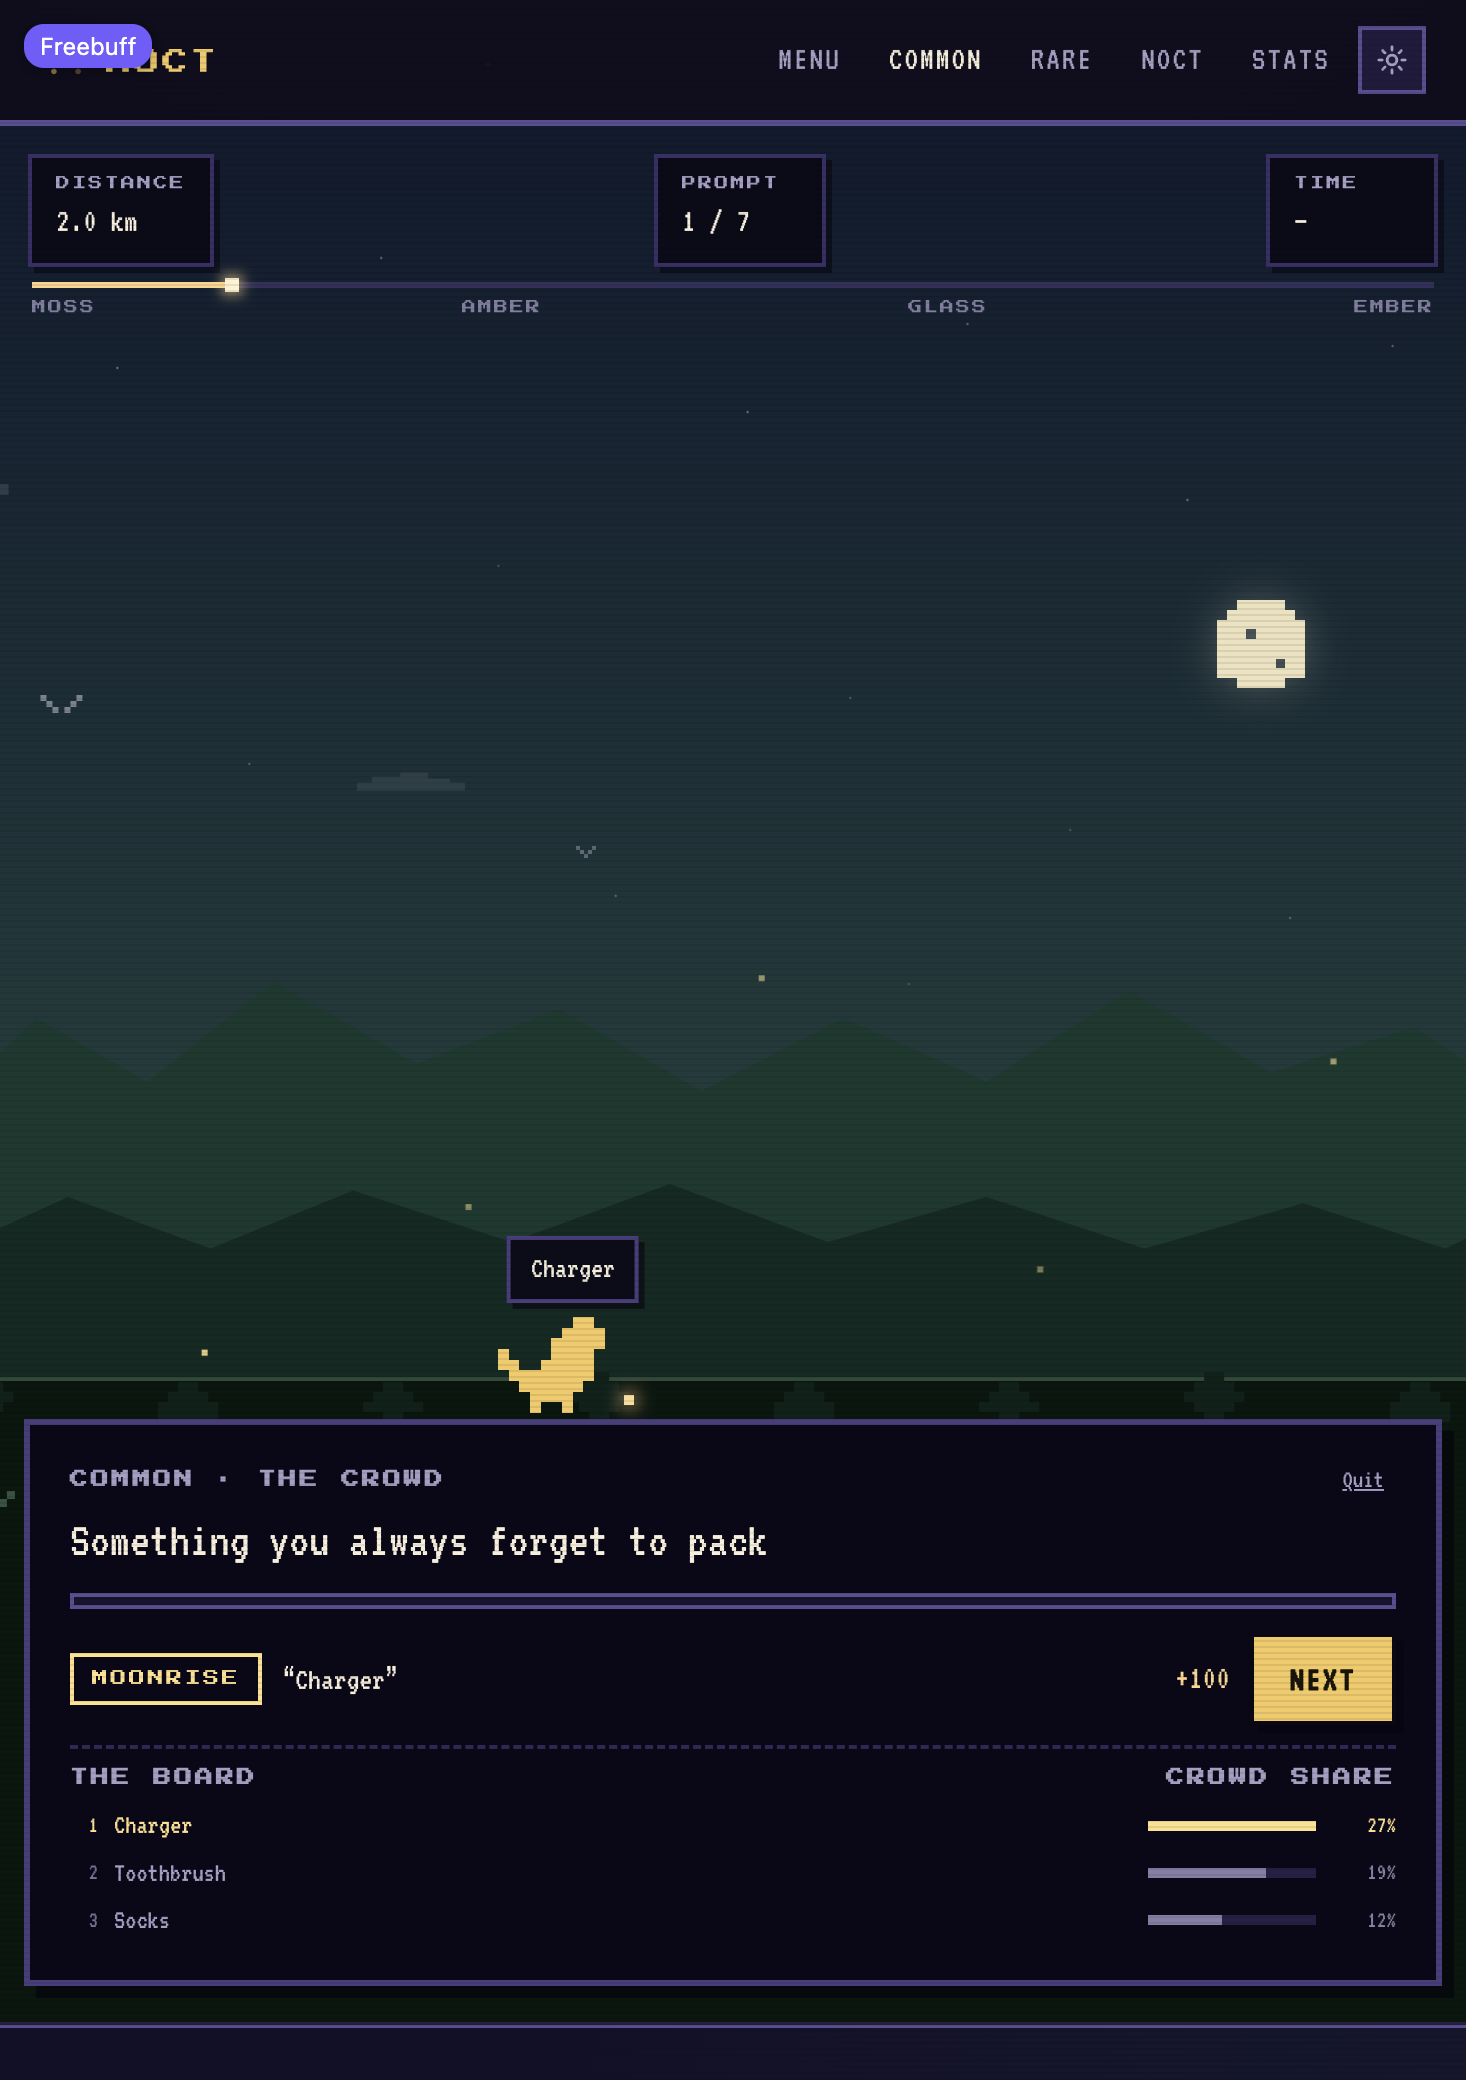 Freebuff
MENU COMMON RARE NOCT STATS
DISTANCE
2.0 km
PROMPT
1 / 7
TIME
—
MOSS AMBER GLASS EMBER
Charger
COMMON · THE CROWD
Quit
Something you always forget to pack
MOONRISE “Charger” +100 NEXT
THE BOARD CROWD SHARE
1 Charger 27%
2 Toothbrush 19%
3 Socks 12%